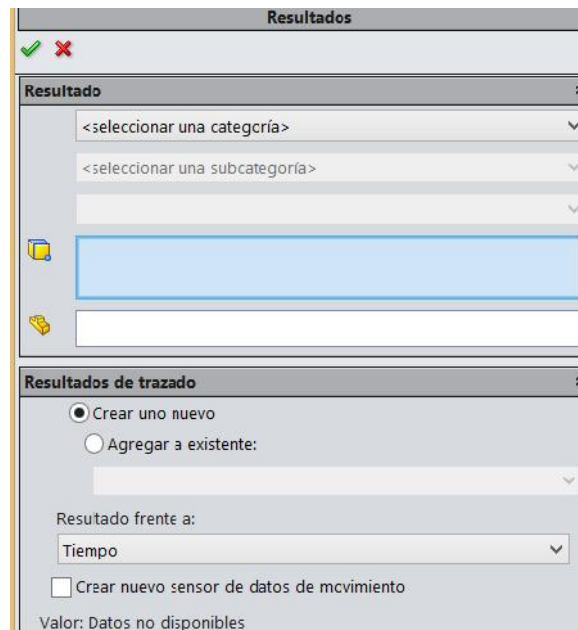 Resultados
Resultado
<seleccionar una categoría>
<seleccionar una subcategoría>
Resultados de trazado
Crear uno nuevo
Agregar a existente:
Resultado frente a:
Tiempo
Crear nuevo sensor de datos de movimiento
Valor: Datos no disponibles